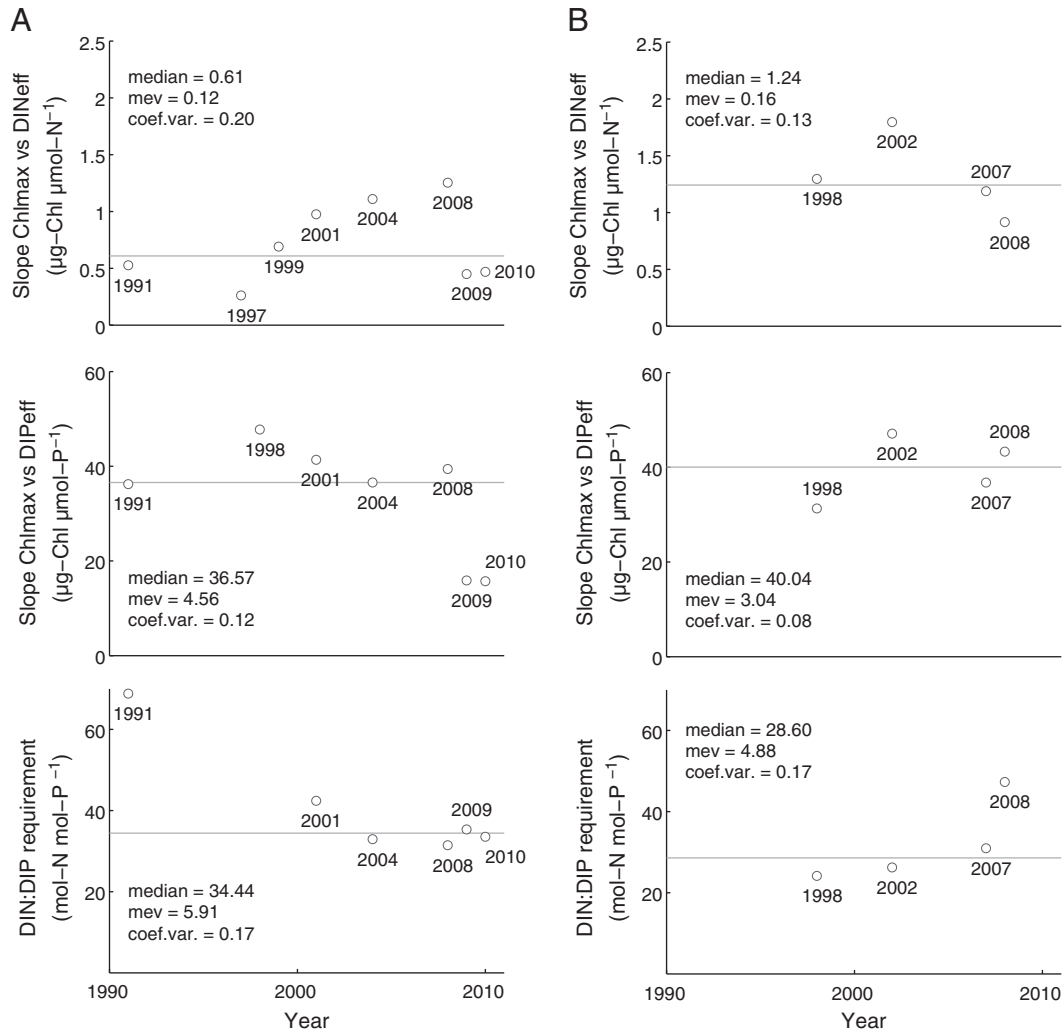 A
Slope Chlmax vs DINeff
(µg–Chl µmol–N⁻¹)
2.5
2
1.5
1
0.5
0
median = 0.61
mev = 0.12
coef.var. = 0.20
1991
1997
1999
2001
2004
2008
2009
2010
Slope Chlmax vs DIPeff
(µg–Chl µmol–P⁻¹)
60
40
20
0
1991
1998
2001
2004
2008
2009
2010
median = 36.57
mev = 4.56
coef.var. = 0.12
DIN:DIP requirement
(mol–N mol–P ⁻¹)
60
40
20
1991
2001
2004
2008
2009
2010
median = 34.44
mev = 5.91
coef.var. = 0.17
1990
2000
2010
Year
B
Slope Chlmax vs DINeff
(µg–Chl µmol–N⁻¹)
2.5
2
1.5
1
0.5
0
median = 1.24
mev = 0.16
coef.var. = 0.13
1998
2002
2007
2008
Slope Chlmax vs DIPeff
(µg–Chl µmol–P⁻¹)
60
40
20
0
1998
2002
2007
2008
median = 40.04
mev = 3.04
coef.var. = 0.08
DIN:DIP requirement
(mol–N mol–P ⁻¹)
60
40
20
median = 28.60
mev = 4.88
coef.var. = 0.17
1998
2002
2007
2008
1990
2000
2010
Year